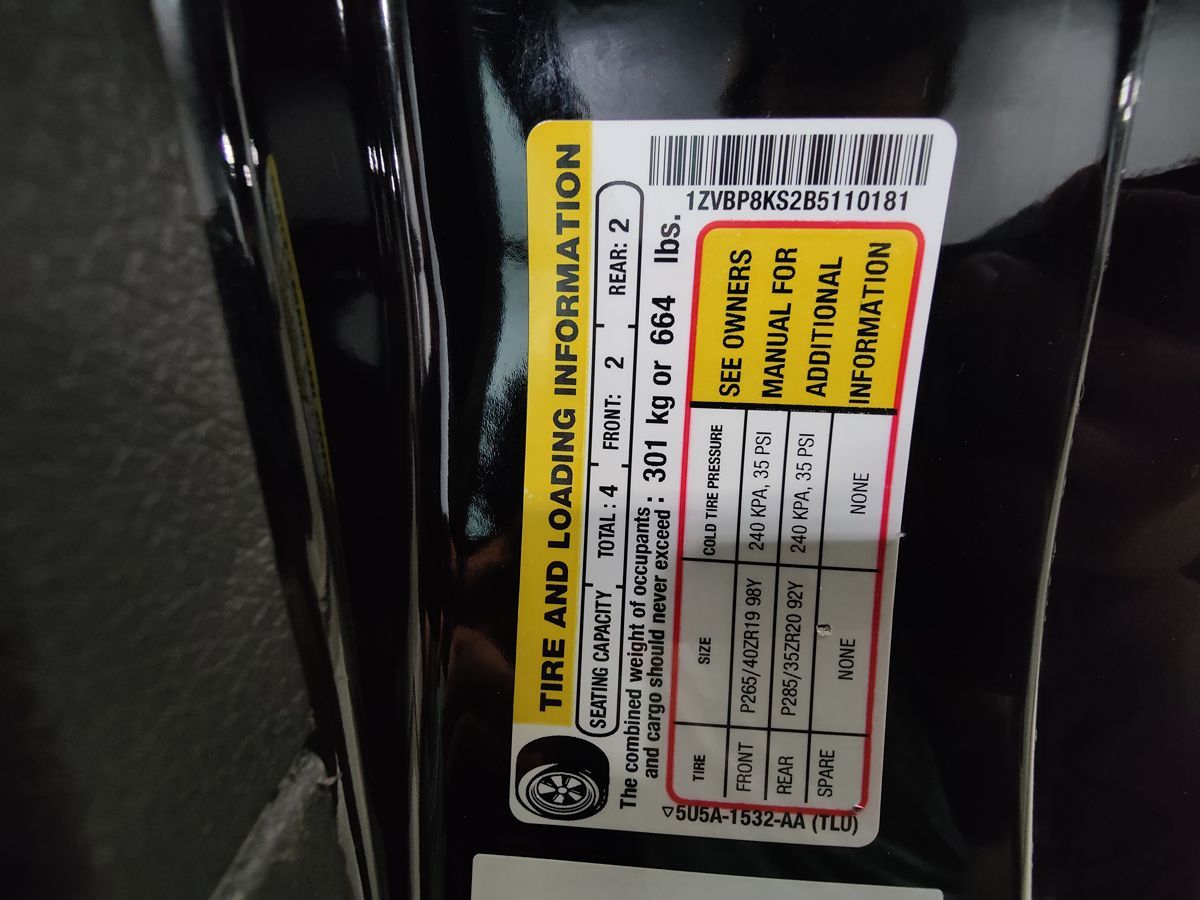 TIRE AND LOADING INFORMATION
SEATING CAPACITY TOTAL : 4 FRONT: 2 REAR: 2
The combined weight of occupants
and cargo should never exceed : 301 kg or 664 lbs.
TIRE SIZE COLD TIRE PRESSURE
FRONT P265/40ZR19 98Y 240 KPA, 35 PSI
REAR P285/35ZR20 92Y 240 KPA, 35 PSI
SPARE NONE NONE
SEE OWNERS
MANUAL FOR
ADDITIONAL
INFORMATION
1ZVBP8KS2B5110181
5U5A-1532-AA (TLU)